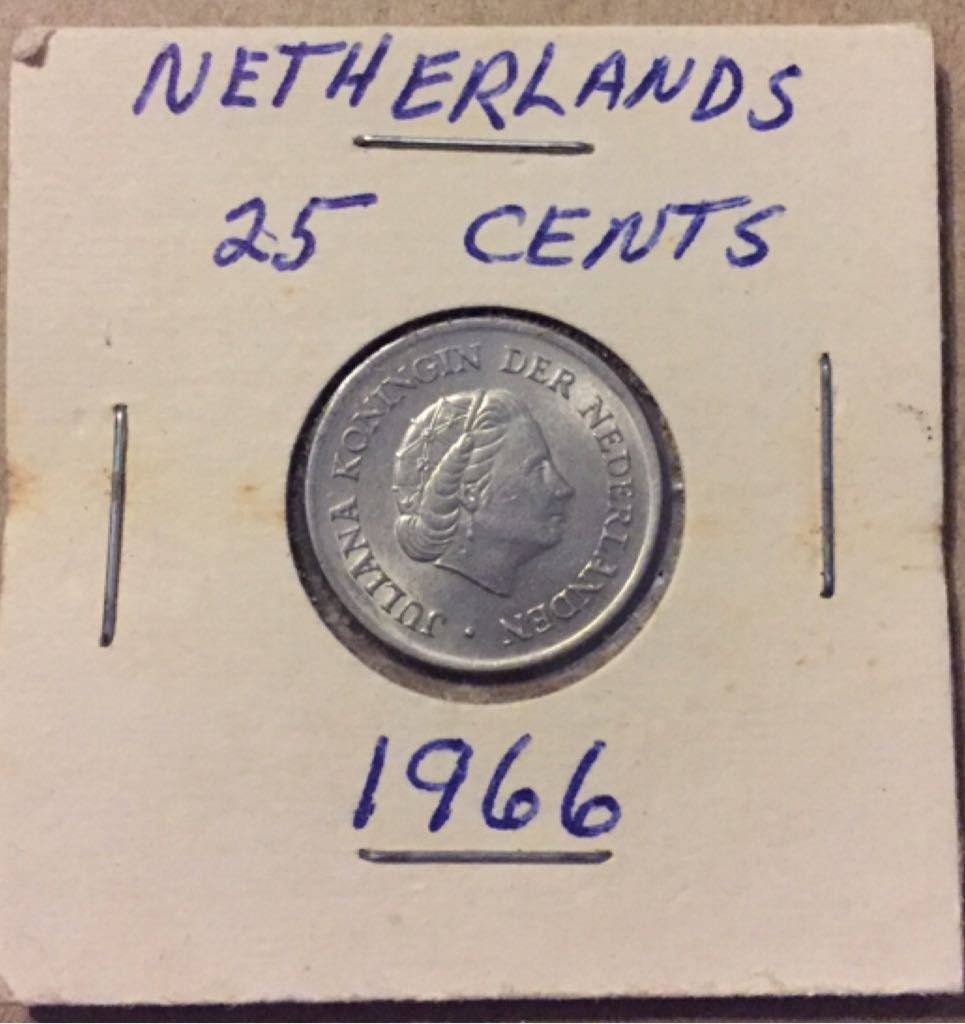 NETHERLANDS
25 CENTS
JULIANA KONINGIN DER NEDERLANDEN ·
1966